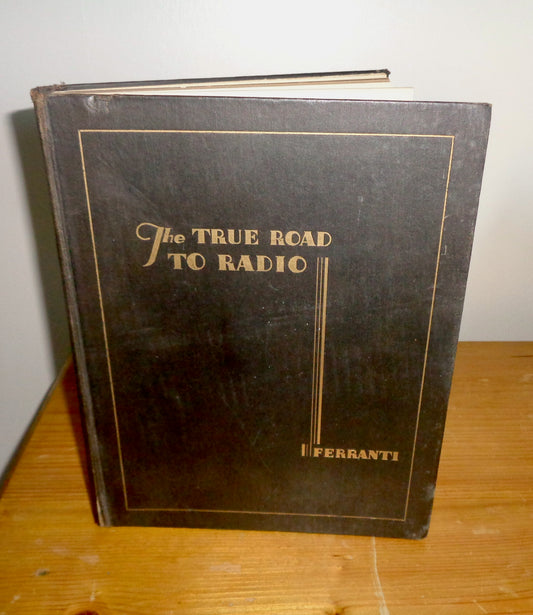 The TRUE ROAD
TO RADIO
FERRANTI